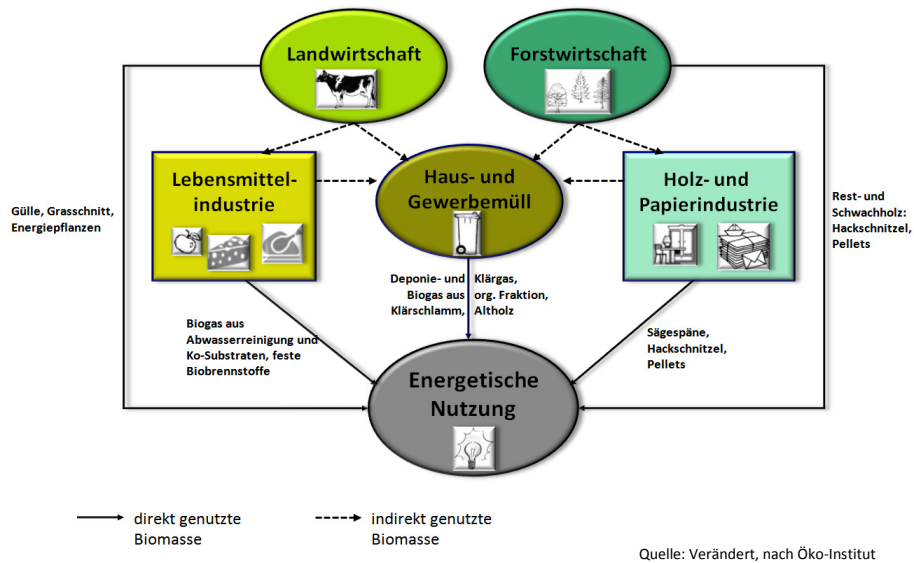 Landwirtschaft
Forstwirtschaft
Lebensmittel-
industrie
Haus- und
Gewerbemüll
Holz- und
Papierindustrie
Gülle, Grasschnitt,
Energiepflanzen
Rest- und
Schwachholz:
Hackschnitzel,
Pellets
Deponie- und
Biogas aus
Klärschlamm,
Klärgas,
org. Fraktion,
Altholz
Biogas aus
Abwasserreinigung und
Ko-Substraten, feste
Biobrennstoffe
Sägespäne,
Hackschnitzel,
Pellets
Energetische
Nutzung
direkt genutzte
Biomasse
indirekt genutzte
Biomasse
Quelle: Verändert, nach Öko-Institut